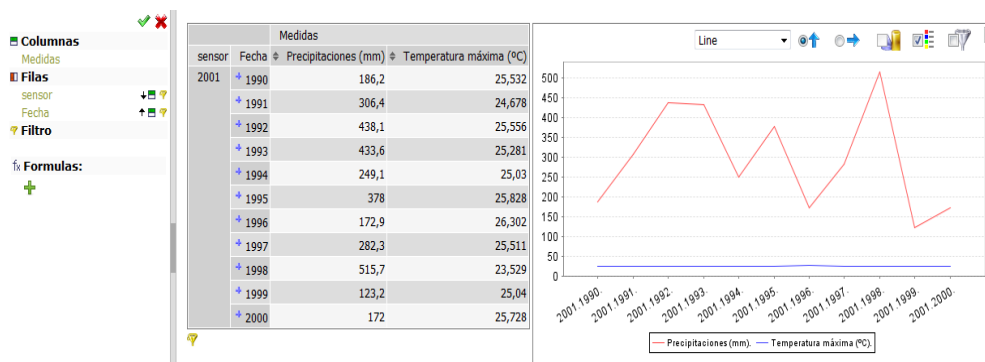 Columnas
Medidas
Filas
sensor
Fecha
Filtro
fx Formulas:
Medidas
sensor Fecha Precipitaciones (mm) Temperatura máxima (ºC)
2001 1990 186,2 25,532
1991 306,4 24,678
1992 438,1 25,556
1993 433,6 25,281
1994 249,1 25,03
1995 378 25,828
1996 172,9 26,302
1997 282,3 25,511
1998 515,7 23,529
1999 123,2 25,04
2000 172 25,728
Line
500
450
400
350
300
250
200
150
100
50
0
2001.1990. 2001.1991. 2001.1992. 2001.1993. 2001.1994. 2001.1995. 2001.1996. 2001.1997. 2001.1998. 2001.1999. 2001.2000.
Precipitaciones (mm). Temperatura máxima (ºC).